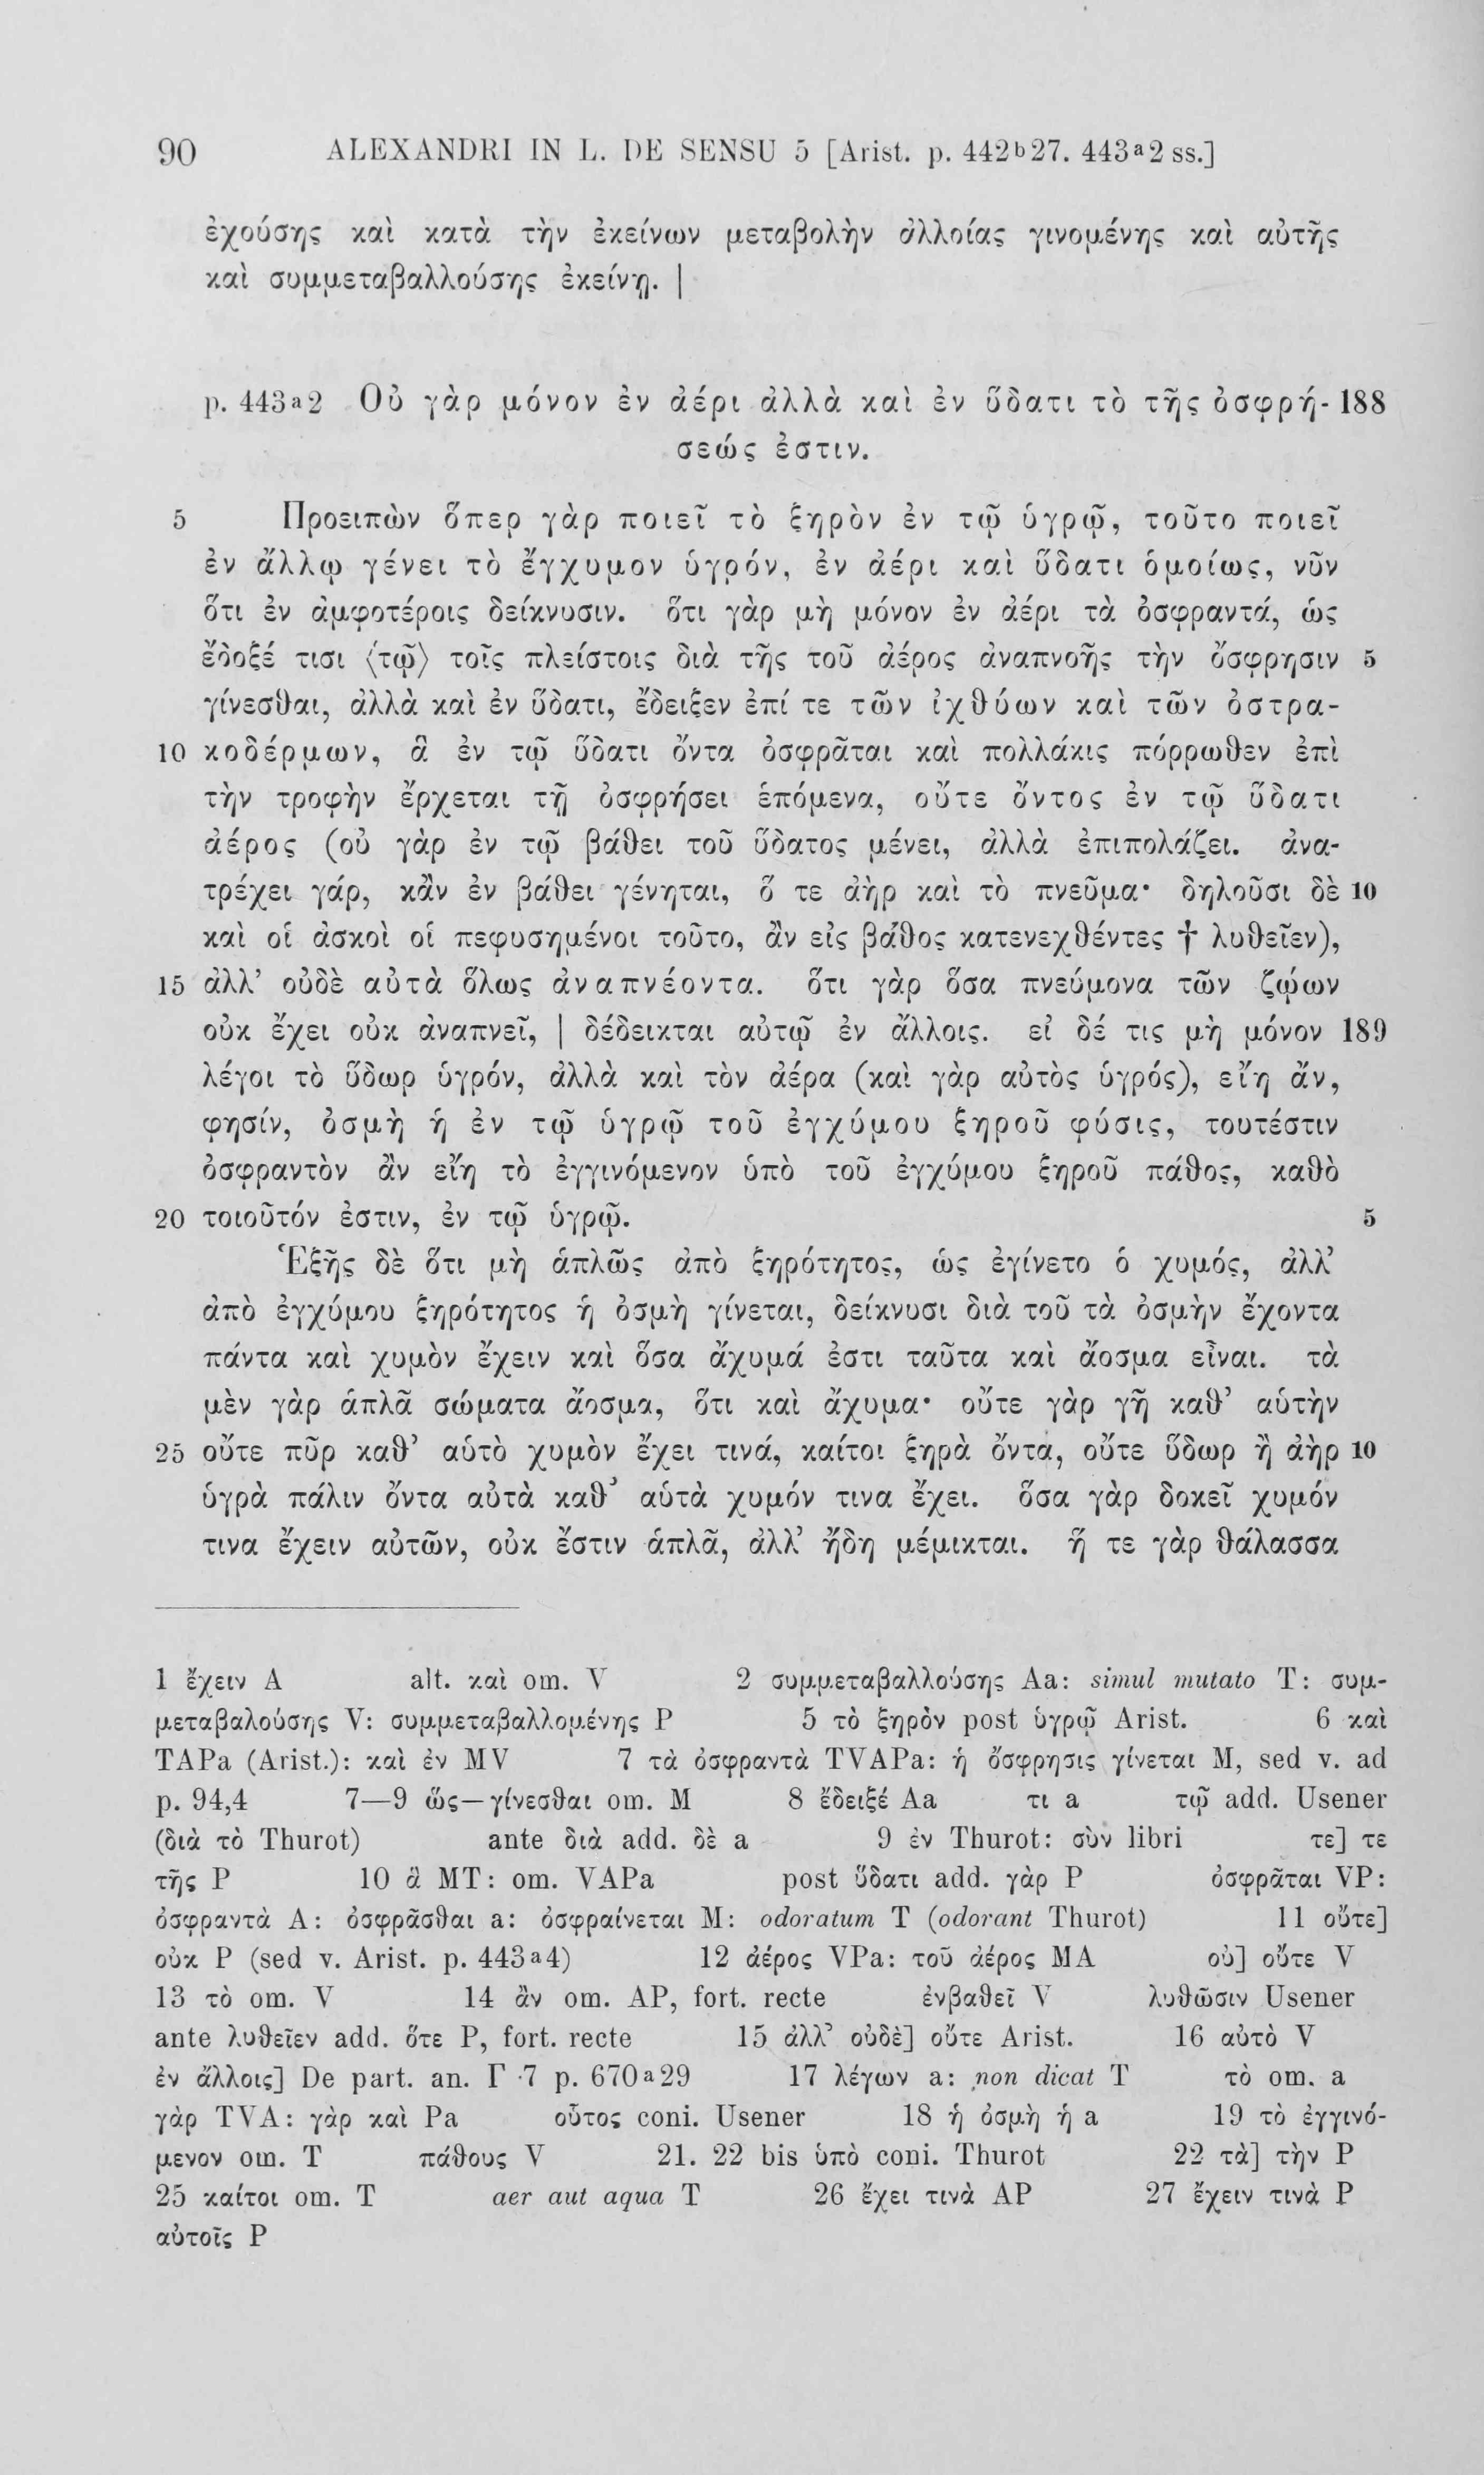 90 ALEXANDRI IN L. DE SENSU 5 [Arist. p. 442b27. 443a2 ss.]
ἐχούσης καὶ κατὰ τὴν ἐκείνων μεταβολὴν ἀλλοίας γινομένης καὶ αὐτῆς
καὶ συμμεταβαλλούσης ἐκείνῃ. |
p. 443a2 Οὐ γὰρ μόνον ἐν ἀέρι ἀλλὰ καὶ ἐν ὕδατι τὸ τῆς ὀσφρή- 188
σεώς ἐστιν.
5 Προειπὼν ὅπερ γὰρ ποιεῖ τὸ ξηρὸν ἐν τῷ ὑγρῷ, τοῦτο ποιεῖ
ἐν ἄλλῳ γένει τὸ ἔγχυμον ὑγρόν, ἐν ἀέρι καὶ ὕδατι ὁμοίως, νῦν
ὅτι ἐν ἀμφοτέροις δείκνυσιν. ὅτι γὰρ μὴ μόνον ἐν ἀέρι τὰ ὀσφραντά, ὡς
ἔδοξέ τισι ⟨τῷ⟩ τοῖς πλείστοις διὰ τῆς τοῦ ἀέρος ἀναπνοῆς τὴν ὄσφρησιν 5
γίνεσθαι, ἀλλὰ καὶ ἐν ὕδατι, ἔδειξεν ἐπί τε τῶν ἰχθύων καὶ τῶν ὀστρα-
10 κοδέρμων, ἃ ἐν τῷ ὕδατι ὄντα ὀσφρᾶται καὶ πολλάκις πόρρωθεν ἐπὶ
τὴν τροφὴν ἔρχεται τῇ ὀσφρήσει ἑπόμενα, οὔτε ὄντος ἐν τῷ ὕδατι
ἀέρος (οὐ γὰρ ἐν τῷ βάθει τοῦ ὕδατος μένει, ἀλλὰ ἐπιπολάζει. ἀνα-
τρέχει γάρ, κἂν ἐν βάθει γένηται, ὅ τε ἀὴρ καὶ τὸ πνεῦμα· δηλοῦσι δὲ 10
καὶ οἱ ἀσκοὶ οἱ πεφυσημένοι τοῦτο, ἂν εἰς βάθος κατενεχθέντες † λυθεῖεν),
15 ἀλλ’ οὐδὲ αὐτὰ ὅλως ἀναπνέοντα. ὅτι γὰρ ὅσα πνεύμονα τῶν ζῴων
οὐκ ἔχει οὐκ ἀναπνεῖ, | δέδεικται αὐτῷ ἐν ἄλλοις. εἰ δέ τις μὴ μόνον 189
λέγοι τὸ ὕδωρ ὑγρόν, ἀλλὰ καὶ τὸν ἀέρα (καὶ γὰρ αὐτὸς ὑγρός), εἴη ἄν,
φησίν, ὀσμὴ ἡ ἐν τῷ ὑγρῷ τοῦ ἐγχύμου ξηροῦ φύσις, τουτέστιν
ὀσφραντὸν ἂν εἴη τὸ ἐγγινόμενον ὑπὸ τοῦ ἐγχύμου ξηροῦ πάθος, καθὸ
20 τοιοῦτόν ἐστιν, ἐν τῷ ὑγρῷ. 5
Ἑξῆς δὲ ὅτι μὴ ἁπλῶς ἀπὸ ξηρότητος, ὡς ἐγίνετο ὁ χυμός, ἀλλ’
ἀπὸ ἐγχύμου ξηρότητος ἡ ὀσμὴ γίνεται, δείκνυσι διὰ τοῦ τὰ ὀσμὴν ἔχοντα
πάντα καὶ χυμὸν ἔχειν καὶ ὅσα ἄχυμά ἐστι ταῦτα καὶ ἄοσμα εἶναι. τὰ
μὲν γὰρ ἁπλᾶ σώματα ἄοσμα, ὅτι καὶ ἄχυμα· οὔτε γὰρ γῆ καθ’ αὑτὴν
25 οὔτε πῦρ καθ’ αὑτὸ χυμὸν ἔχει τινά, καίτοι ξηρὰ ὄντα, οὔτε ὕδωρ ἢ ἀὴρ 10
ὑγρὰ πάλιν ὄντα αὐτὰ καθ’ αὑτὰ χυμόν τινα ἔχει. ὅσα γὰρ δοκεῖ χυμόν
τινα ἔχειν αὐτῶν, οὐκ ἔστιν ἁπλᾶ, ἀλλ’ ἤδη μέμικται. ἥ τε γὰρ θάλασσα
1 ἔχειν A alt. καὶ om. V 2 συμμεταβαλλούσης Aa: simul mutato T: συμ-
μεταβαλούσης V: συμμεταβαλλομένης P 5 τὸ ξηρὸν post ὑγρῷ Arist. 6 καὶ
TAPa (Arist.): καὶ ἐν MV 7 τὰ ὀσφραντὰ TVAPa: ἡ ὄσφρησις γίνεται M, sed v. ad
p. 94,4 7—9 ὥς—γίνεσθαι om. M 8 ἔδειξέ Aa τι a τῷ add. Usener
(διὰ τὸ Thurot) ante διὰ add. δὲ a 9 ἐν Thurot: σὺν libri τε] τε
τῆς P 10 ἃ MT: om. VAPa post ὕδατι add. γὰρ P ὀσφρᾶται VP:
ὀσφραντὰ A: ὀσφρᾶσθαι a: ὀσφραίνεται M: odoratum T (odorant Thurot) 11 οὔτε]
οὐκ P (sed v. Arist. p. 443a4) 12 ἀέρος VPa: τοῦ ἀέρος MA οὐ] οὔτε V
13 τὸ om. V 14 ἂν om. AP, fort. recte ἐνβαθεῖ V λυθῶσιν Usener
ante λυθεῖεν add. ὅτε P, fort. recte 15 ἀλλ’ οὐδὲ] οὔτε Arist. 16 αὐτὸ V
ἐν ἄλλοις] De part. an. Γ 7 p. 670a29 17 λέγων a: non dicat T τὸ om. a
γὰρ TVA: γὰρ καὶ Pa οὗτος coni. Usener 18 ἡ ὀσμὴ ἡ a 19 τὸ ἐγγινό-
μενον om. T πάθους V 21. 22 bis ὑπὸ coni. Thurot 22 τὰ] τὴν P
25 καίτοι om. T aer aut aqua T 26 ἔχει τινὰ AP 27 ἔχειν τινὰ P
αὐτοῖς P